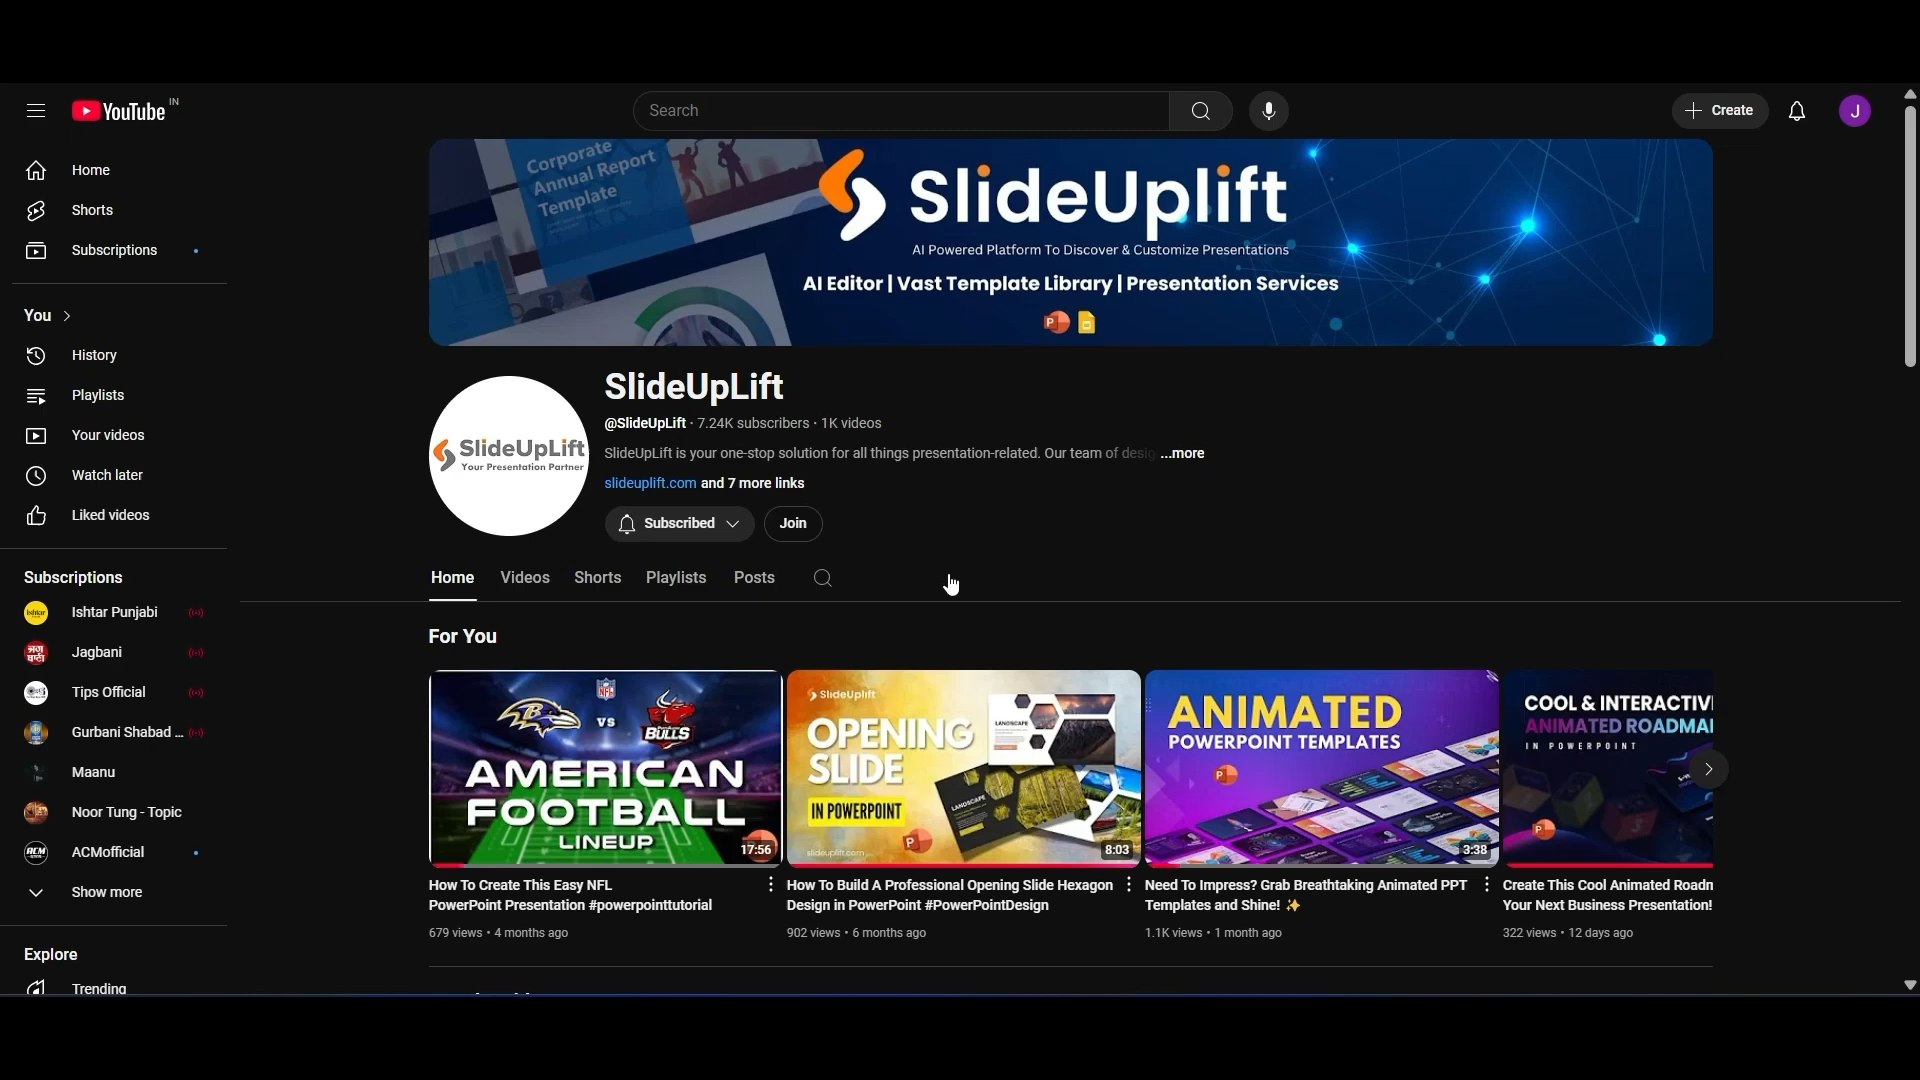 YouTube IN
Search
Create
J
Home
Shorts
Subscriptions
You
History
Playlists
Your videos
Watch later
Liked videos
Subscriptions
Ishtar Punjabi
Jagbani
Tips Official
Gurbani Shabad ...
Maanu
Noor Tung - Topic
ACMofficial
Show more
Explore
Trending
Corporate
Annual Report
Template
SlideUplift
AI Powered Platform To Discover & Customize Presentations
AI Editor | Vast Template Library | Presentation Services
SlideUpLift
Your Presentation Partner
SlideUpLift
@SlideUpLift · 7.24K subscribers · 1K videos
SlideUpLift is your one-stop solution for all things presentation-related. Our team of desig ...more
slideuplift.com and 7 more links
Subscribed
Join
Home Videos Shorts Playlists Posts
For You
NFL
VS
BULLS
AMERICAN
FOOTBALL
LINEUP
17:56
How To Create This Easy NFL
PowerPoint Presentation #powerpointtutorial
679 views • 4 months ago
SlideUplift
OPENING
SLIDE
IN POWERPOINT
LANDSCAPE
LANDSCAPE
slideuplift.com
8:03
How To Build A Professional Opening Slide Hexagon
Design in PowerPoint #PowerPointDesign
902 views • 6 months ago
ANIMATED
POWERPOINT TEMPLATES
3:38
Need To Impress? Grab Breathtaking Animated PPT
Templates and Shine! ✨
1.1K views • 1 month ago
COOL & INTERACTIV
ANIMATED ROADMA
IN POWERPOINT
Create This Cool Animated Roadm
Your Next Business Presentation!
322 views • 12 days ago